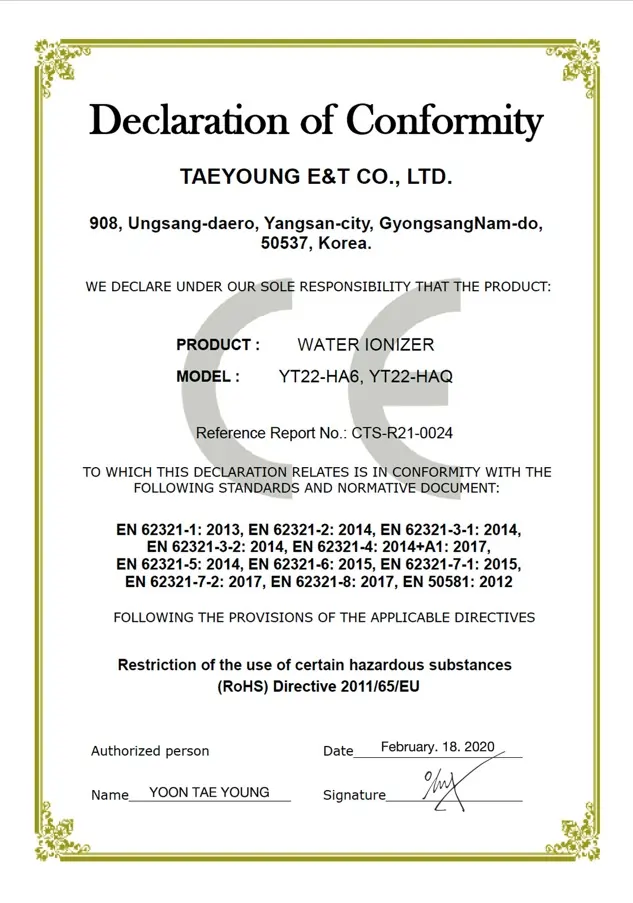 Declaration of Conformity
TAEYOUNG E&T CO., LTD.
908, Ungsang-daero, Yangsan-city, GyongsangNam-do,
50537, Korea.
WE DECLARE UNDER OUR SOLE RESPONSIBILITY THAT THE PRODUCT:
CE
PRODUCT : WATER IONIZER
MODEL : YT22-HA6, YT22-HAQ
Reference Report No.: CTS-R21-0024
TO WHICH THIS DECLARATION RELATES IS IN CONFORMITY WITH THE
FOLLOWING STANDARDS AND NORMATIVE DOCUMENT:
EN 62321-1: 2013, EN 62321-2: 2014, EN 62321-3-1: 2014,
EN 62321-3-2: 2014, EN 62321-4: 2014+A1: 2017,
EN 62321-5: 2014, EN 62321-6: 2015, EN 62321-7-1: 2015,
EN 62321-7-2: 2017, EN 62321-8: 2017, EN 50581: 2012
FOLLOWING THE PROVISIONS OF THE APPLICABLE DIRECTIVES
Restriction of the use of certain hazardous substances
(RoHS) Directive 2011/65/EU
Authorized person Date February. 18. 2020
Name YOON TAE YOUNG Signature